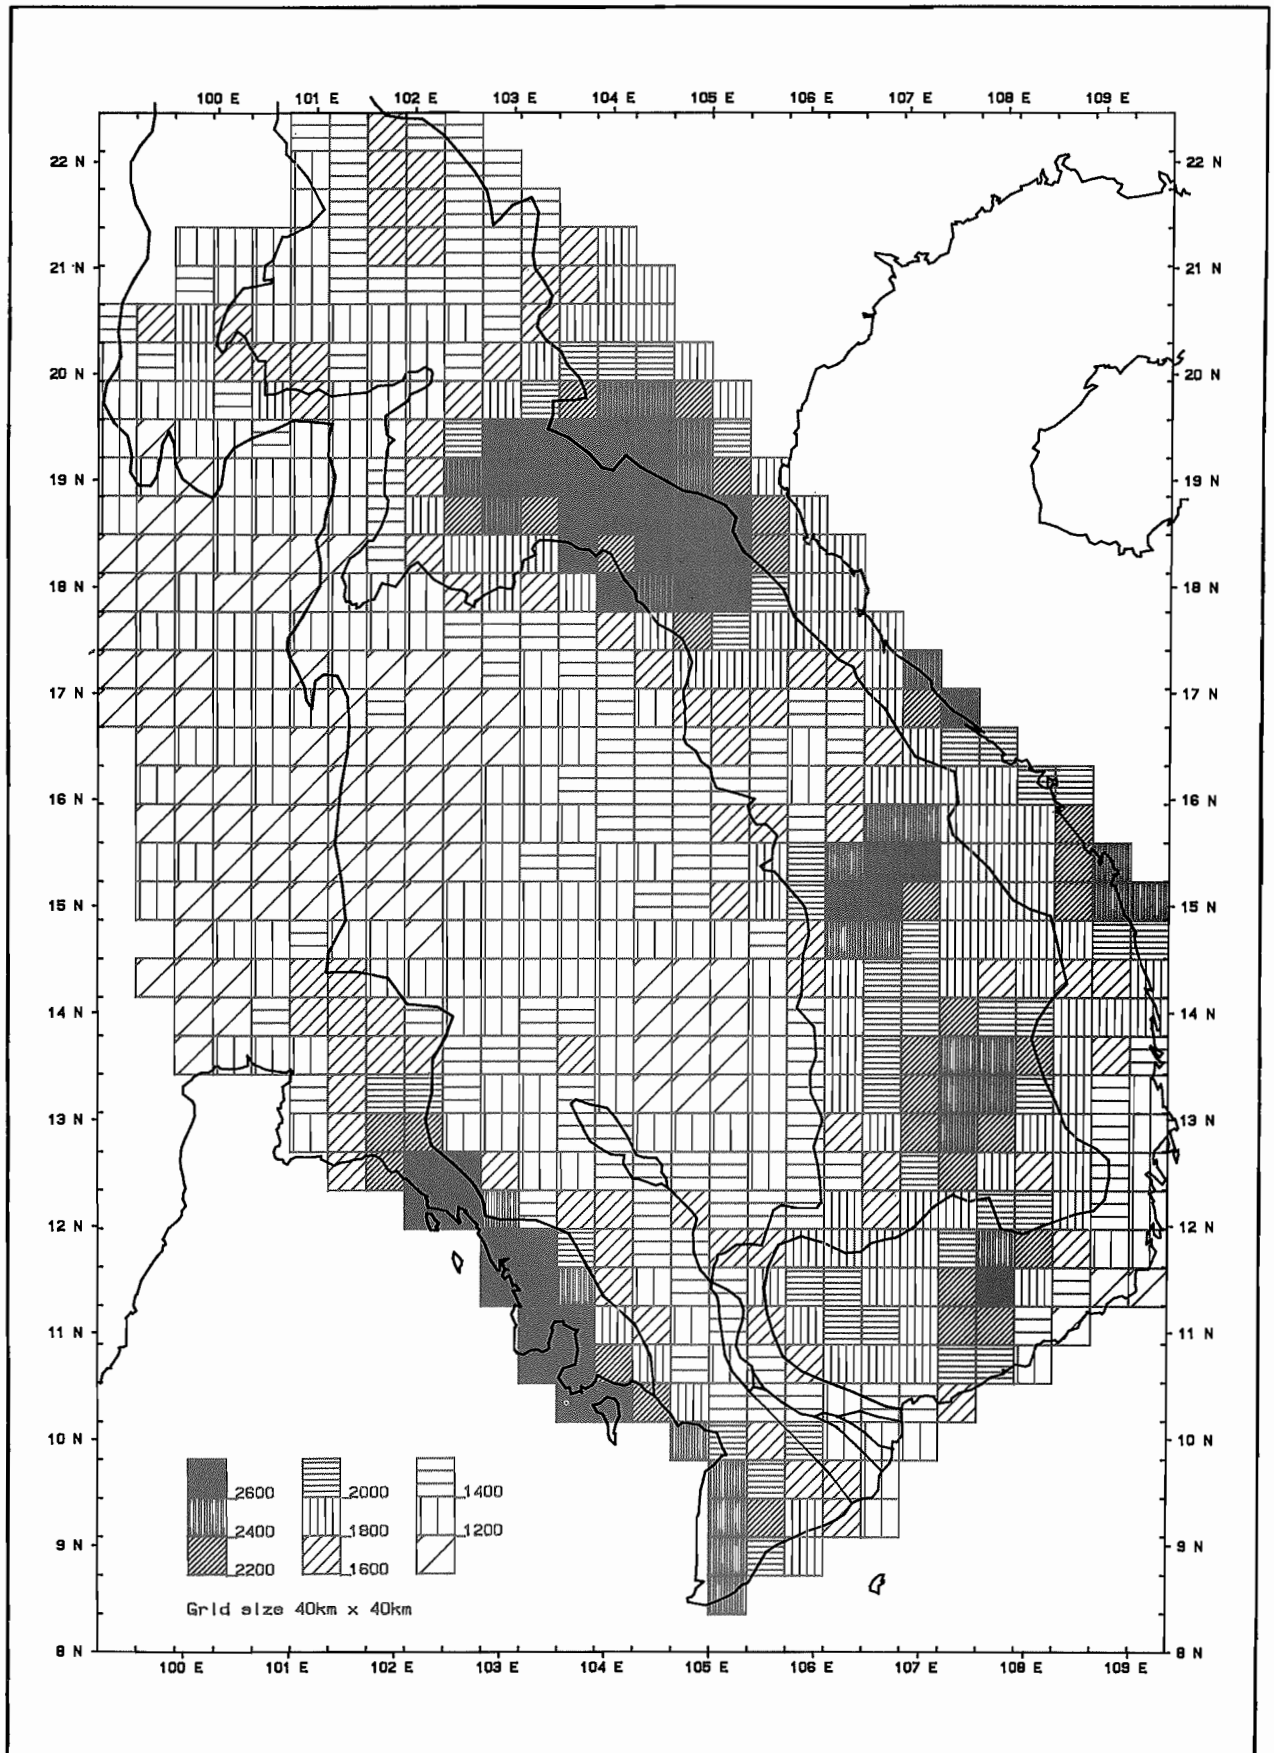 100 E 101 E 102 E 103 E 104 E 105 E 106 E 107 E 108 E 109 E
22 N 22 N
21 N 21 N
20 N 20 N
19 N 19 N
18 N 18 N
17 N 17 N
16 N 16 N
15 N 15 N
14 N 14 N
13 N 13 N
12 N 12 N
11 N 11 N
10 N 10 N
2600 2000 1400
2400 1800 1200
9 N 9 N
2200 1600
Grid size 40km x 40km
8 N 8 N
100 E 101 E 102 E 103 E 104 E 105 E 106 E 107 E 108 E 109 E